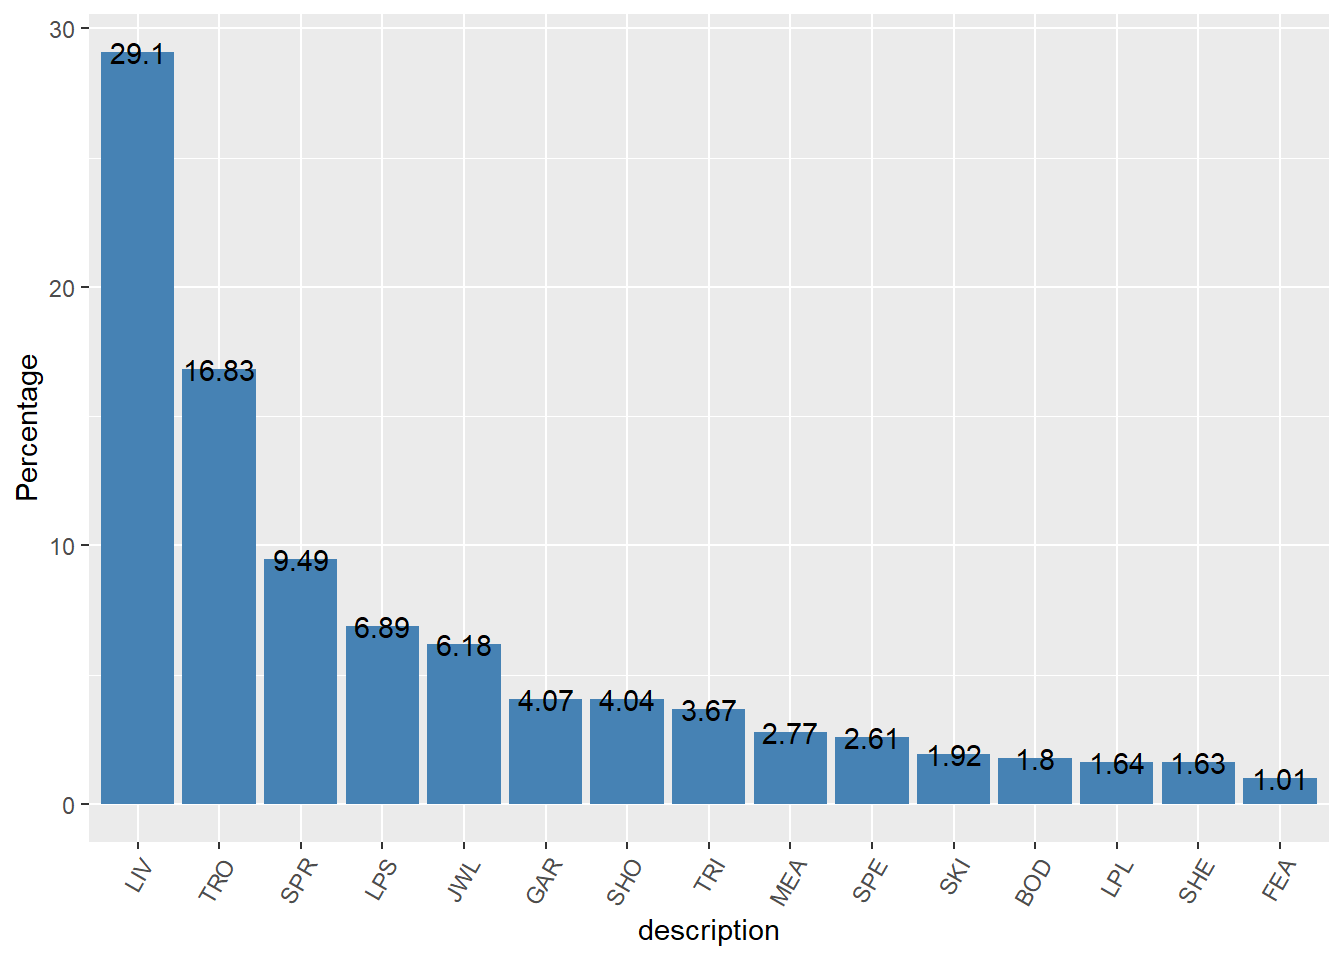 30
20
10
0
Percentage
29.1
16.83
9.49
6.89
6.18
4.07
4.04
3.67
2.77
2.61
1.92
1.8
1.64
1.63
1.01
LIV
TRO
SPR
LPS
JWL
GAR
SHO
TRI
MEA
SPE
SKI
BOD
LPL
SHE
FEA
description